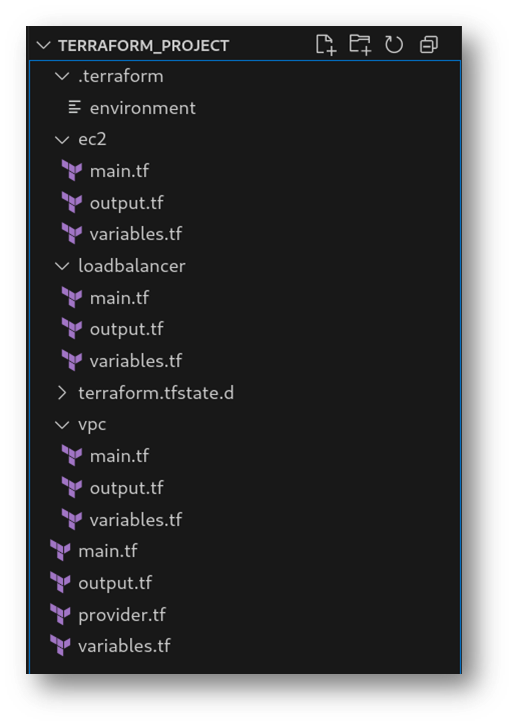 TERRAFORM_PROJECT
.terraform
environment
ec2
main.tf
output.tf
variables.tf
loadbalancer
main.tf
output.tf
variables.tf
terraform.tfstate.d
vpc
main.tf
output.tf
variables.tf
main.tf
output.tf
provider.tf
variables.tf